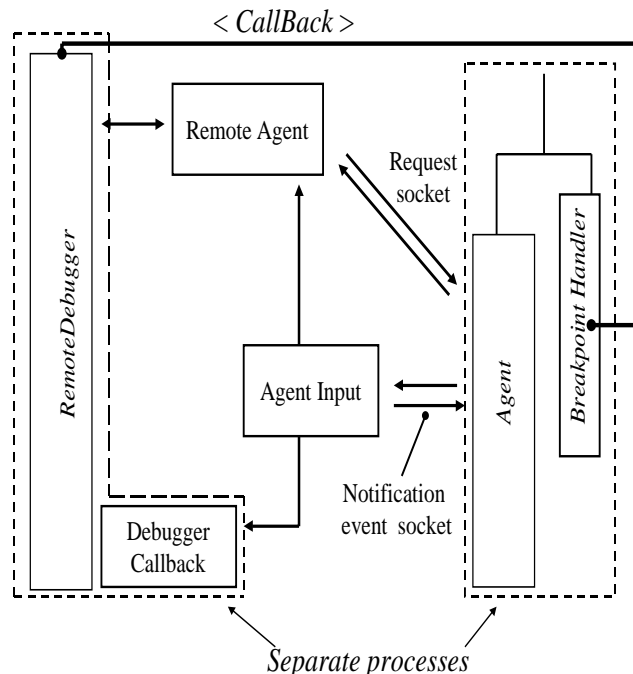 < CallBack >
RemoteDebugger
Remote Agent
Request
socket
Breakpoint Handler
Agent
Agent Input
Notification
event socket
Debugger
Callback
Separate processes